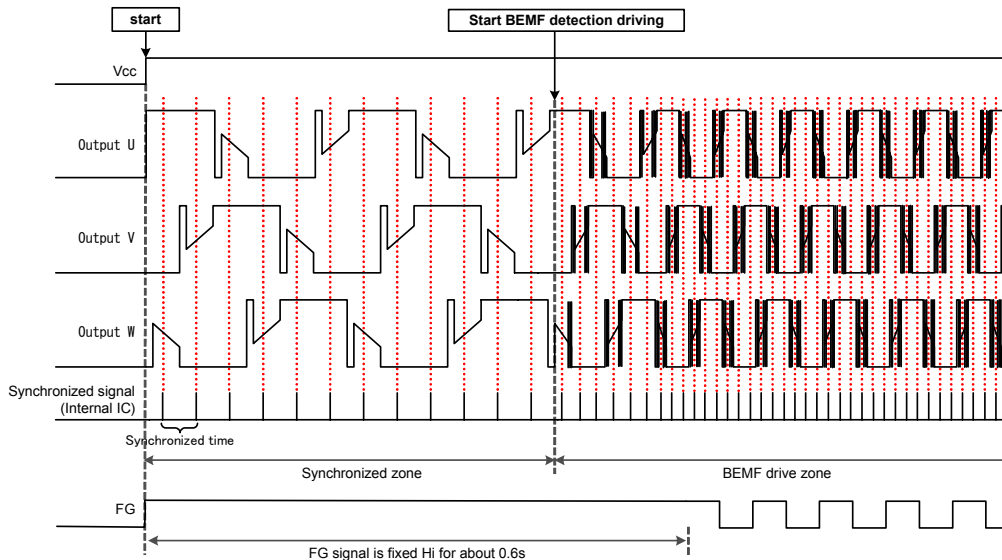 start
Start BEMF detection driving
Vcc
Output U
Output V
Output W
Synchronized signal
(Internal IC)
Synchronized time
Synchronized zone
BEMF drive zone
FG
FG signal is fixed Hi for about 0.6s